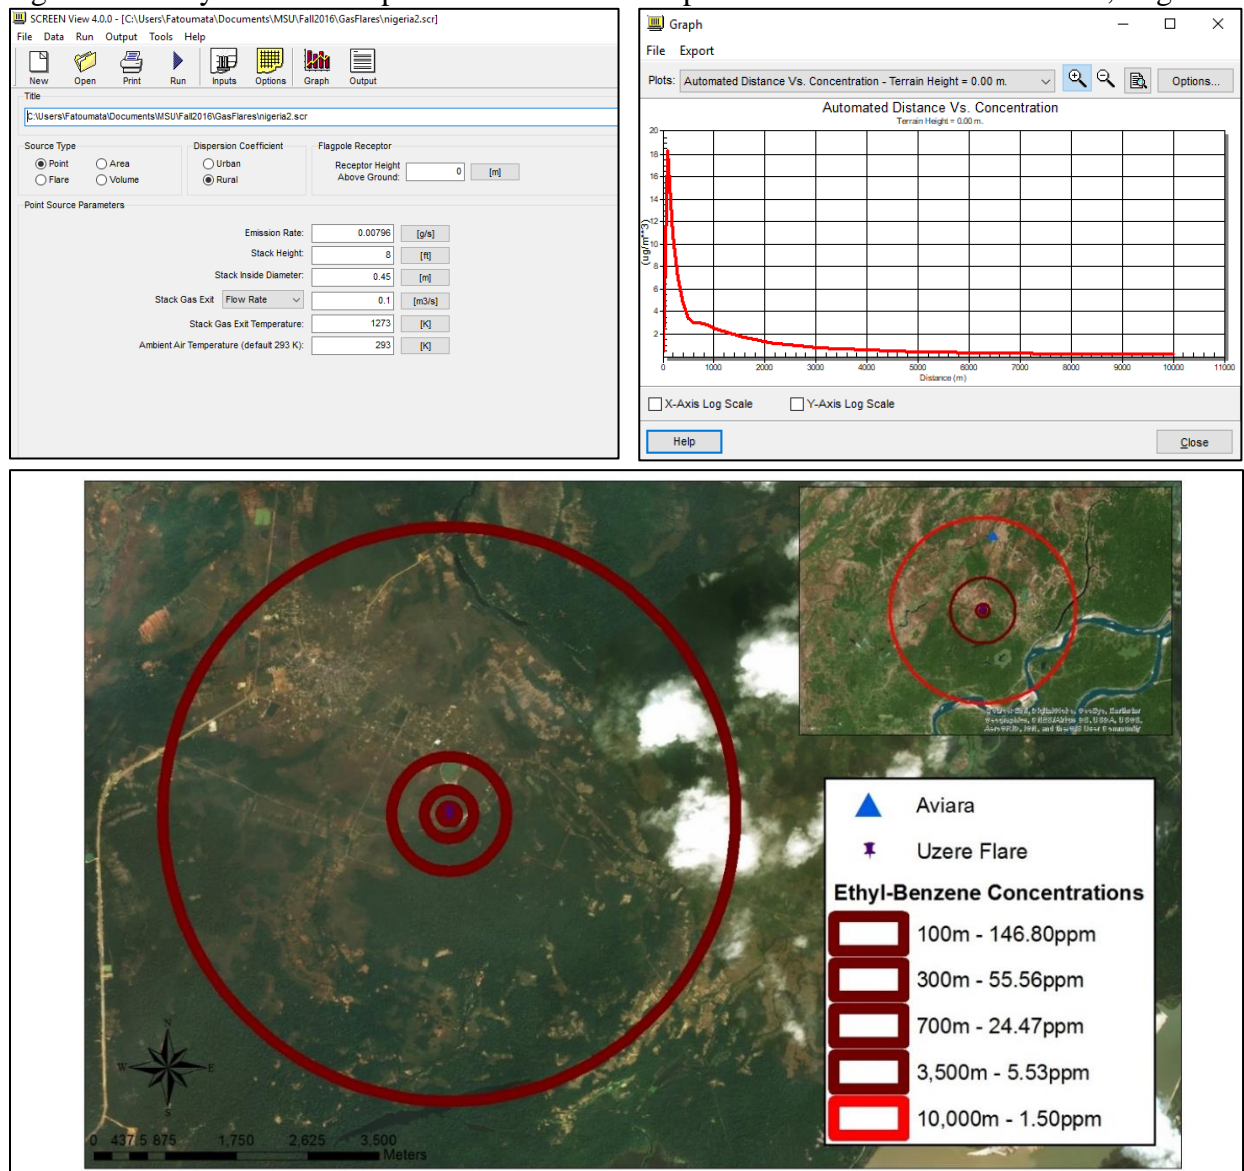 SCREEN View 4.0.0 - [C:\Users\Fatoumata\Documents\MSU\Fall2016\GasFlares\nigeria2.scr]
File Data Run Output Tools Help
New Open Print Run Inputs Options Graph Output
Title
C:\Users\Fatoumata\Documents\MSU\Fall2016\GasFlares\nigeria2.scr
Source Type
Point Area
Flare Volume
Dispersion Coefficient
Urban
Rural
Flagpole Receptor
Receptor Height
Above Ground: 0 [m]
Point Source Parameters
Emission Rate: 0.00796 [g/s]
Stack Height: 8 [ft]
Stack Inside Diameter: 0.45 [m]
Stack Gas Exit Flow Rate 0.1 [m3/s]
Stack Gas Exit Temperature: 1273 [K]
Ambient Air Temperature (default 293 K): 293 [K]
Graph
File Export
Plots: Automated Distance Vs. Concentration - Terrain Height = 0.00 m. Options...
Automated Distance Vs. Concentration
Terrain Height = 0.00 m.
20
18
16
14
12
10
8
6
4
2
(ug/m**3)
0 1000 2000 3000 4000 5000 6000 7000 8000 9000 10000 11000
Distance (m)
X-Axis Log Scale Y-Axis Log Scale
Help Close
Aviara
Uzere Flare
Ethyl-Benzene Concentrations
100m - 146.80ppm
300m - 55.56ppm
700m - 24.47ppm
3,500m - 5.53ppm
10,000m - 1.50ppm
N
W E
S
0 437.5 875 1,750 2,625 3,500
Meters